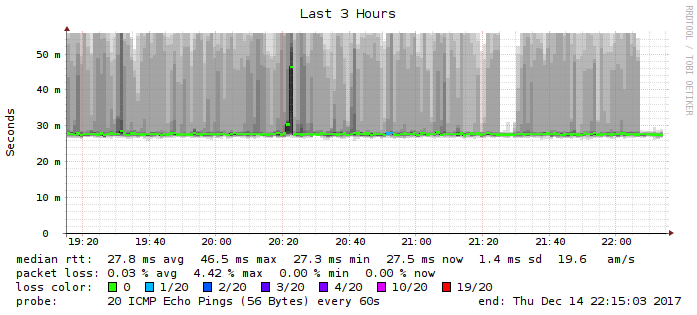 Last 3 Hours
RRDTOOL / TOBI OETIKER
Seconds
50 m
40 m
30 m
20 m
10 m
0
19:20 19:40 20:00 20:20 20:40 21:00 21:20 21:40 22:00
median rtt: 27.8 ms avg 46.5 ms max 27.3 ms min 27.5 ms now 1.4 ms sd 19.6 am/s
packet loss: 0.03 % avg 4.42 % max 0.00 % min 0.00 % now
loss color: 0 1/20 2/20 3/20 4/20 10/20 19/20
probe: 20 ICMP Echo Pings (56 Bytes) every 60s end: Thu Dec 14 22:15:03 2017